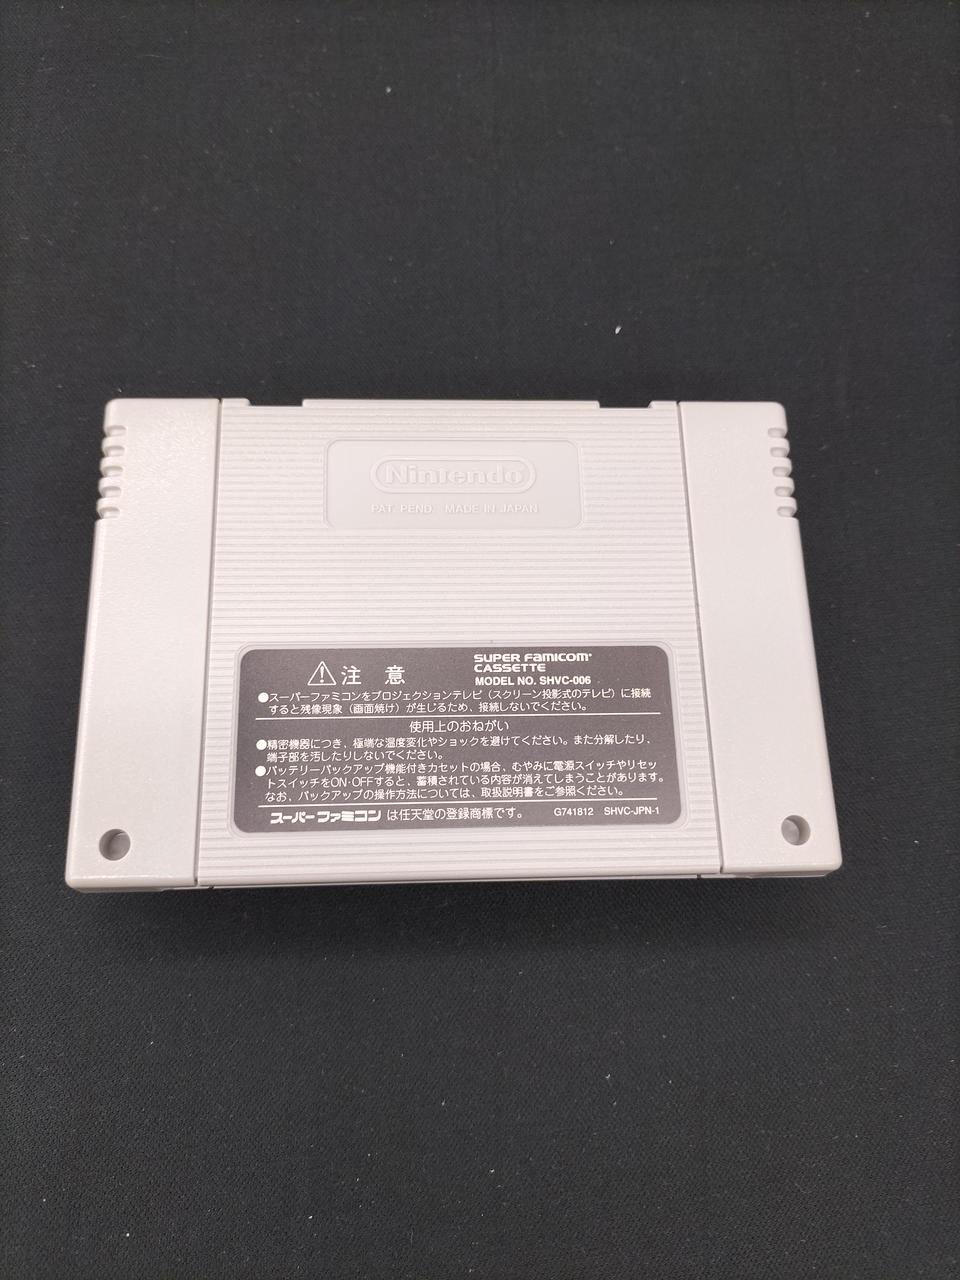 Nintendo
PAT. PEND. MADE IN JAPAN
注 意
SUPER FAMICOM
CASSETTE
MODEL NO. SHVC-006
●スーパーファミコンをプロジェクションテレビ（スクリーン投影式のテレビ）に接続
すると残像現象（画面焼け）が生じるため、接続しないでください。
使用上のおねがい
●精密機器につき、極端な温度変化やショックを避けてください。また分解したり、
端子部を汚したりしないでください。
●バッテリーバックアップ機能付きカセットの場合、むやみに電源スイッチやリセッ
トスイッチをON・OFFすると、蓄積されている内容が消えてしまうことがあります。
なお、バックアップの操作方法については、取扱説明書をご参照ください。
スーパーファミコン は任天堂の登録商標です。 G741812 SHVC-JPN-1